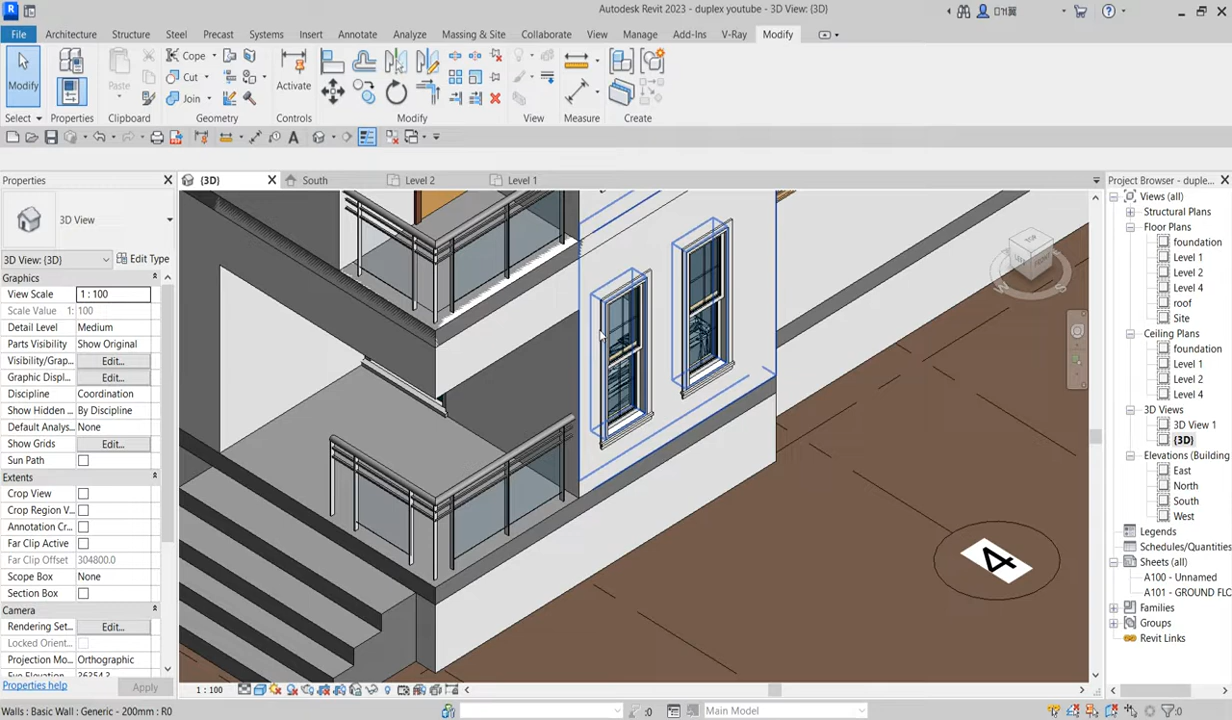 Autodesk Revit 2023 - duplex youtube - 3D View: {3D}
File Architecture Structure Steel Precast Systems Insert Annotate Analyze Massing & Site Collaborate View Manage Add-Ins V-Ray Modify
Modify
Paste
Cope
Cut
Join
Activate
Select Properties Clipboard Geometry Controls Modify View Measure Create
Properties
{3D}
South
Level 2
Level 1
Project Browser - duple...
3D View
3D View: {3D}
Edit Type
Graphics
View Scale 1 : 100
Scale Value 1: 100
Detail Level Medium
Parts Visibility Show Original
Visibility/Grap... Edit...
Graphic Displ... Edit...
Discipline Coordination
Show Hidden ... By Discipline
Default Analys... None
Show Grids Edit...
Sun Path
Extents
Crop View
Crop Region V...
Annotation Cr...
Far Clip Active
Far Clip Offset 304800.0
Scope Box None
Section Box
Camera
Rendering Set... Edit...
Locked Orient...
Projection Mo... Orthographic
Properties help
Apply
TOP
FRONT
W
S
4
Views (all)
Structural Plans
Floor Plans
foundation
Level 1
Level 2
Level 4
roof
Site
Ceiling Plans
foundation
Level 1
Level 2
Level 4
3D Views
3D View 1
{3D}
Elevations (Building
East
North
South
West
Legends
Schedules/Quantities
Sheets (all)
A100 - Unnamed
A101 - GROUND FLO
Families
Groups
Revit Links
1 : 100
Walls : Basic Wall : Generic - 200mm : R0
:0
Main Model
:0